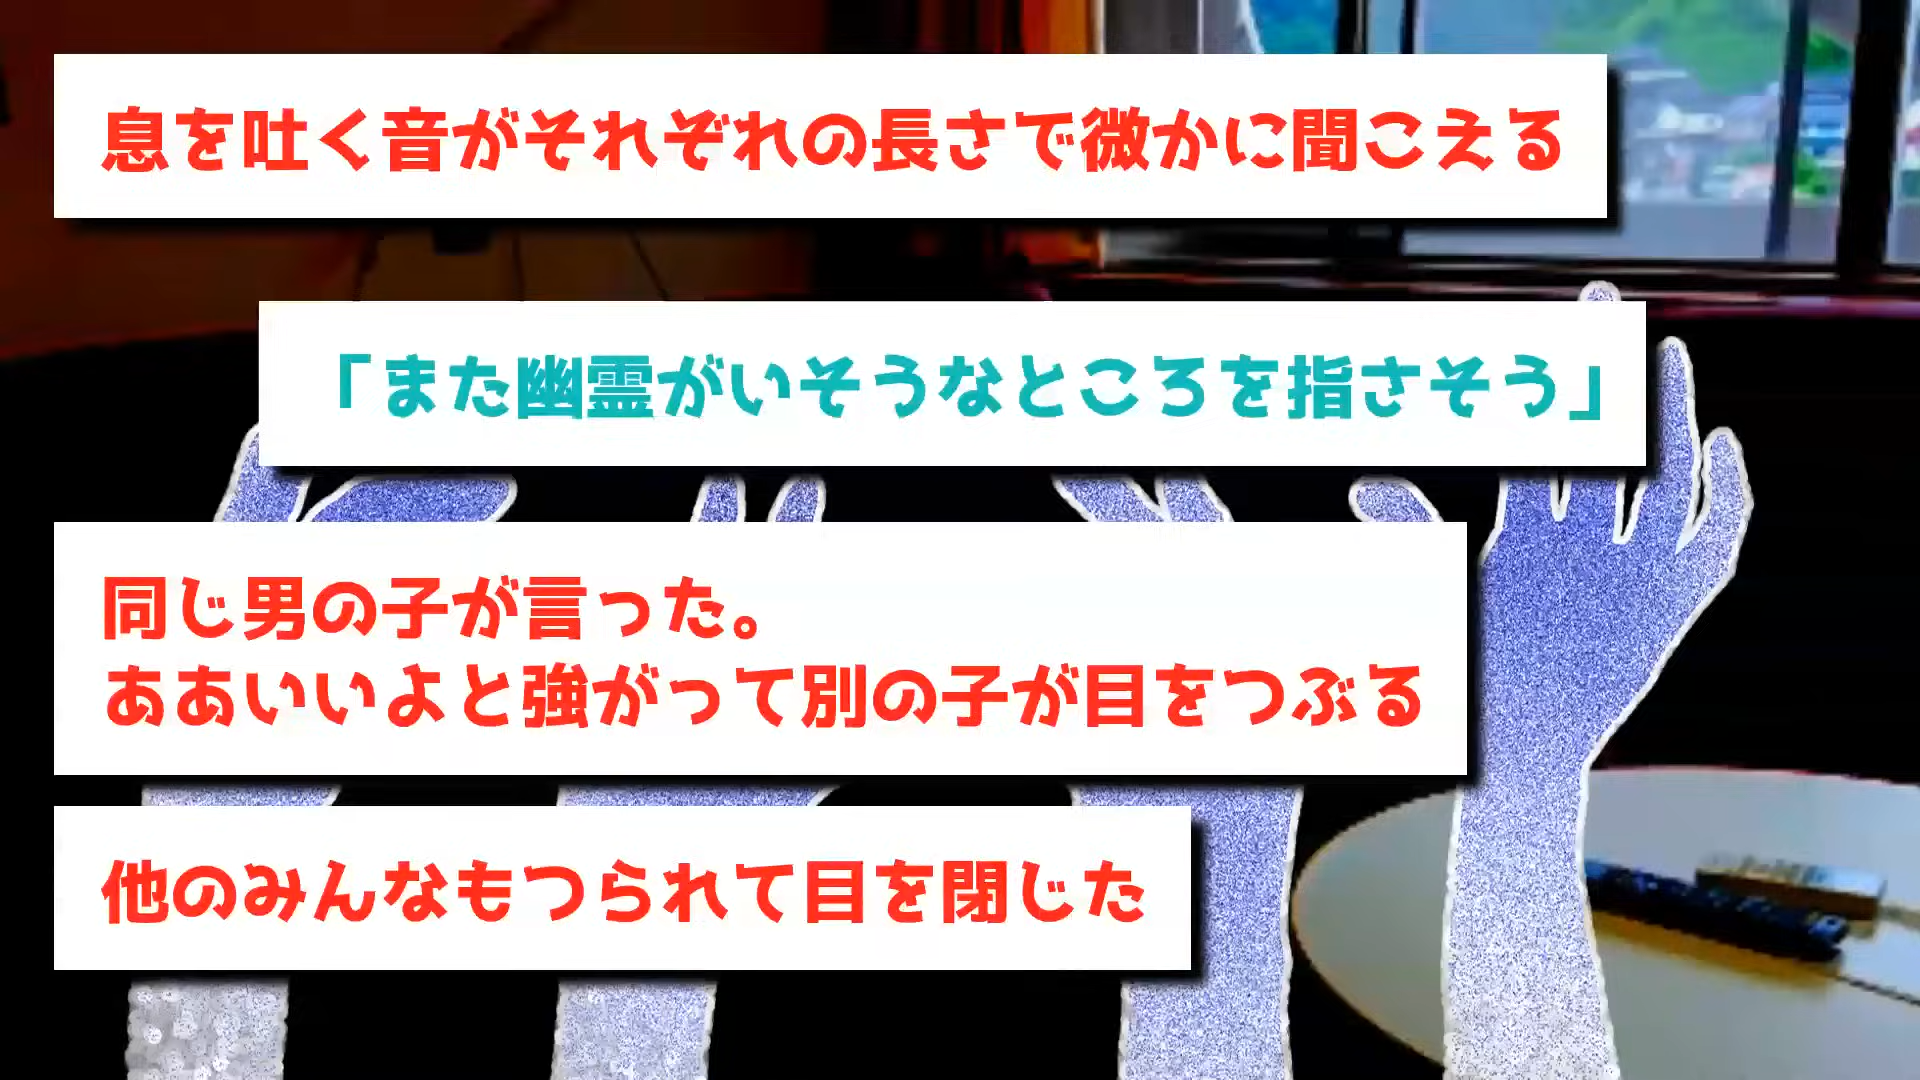 息を吐く音がそれぞれの長さで微かに聞こえる
「また幽霊がいそうなところを指さそう」
同じ男の子が言った。
ああいいよと強がって別の子が目をつぶる
他のみんなもつられて目を閉じた